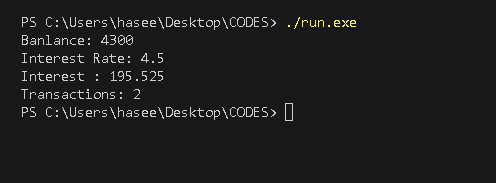 PS C:\Users\hasee\Desktop\CODES> ./run.exe
Banlance: 4300
Interest Rate: 4.5
Interest : 195.525
Transactions: 2
PS C:\Users\hasee\Desktop\CODES>